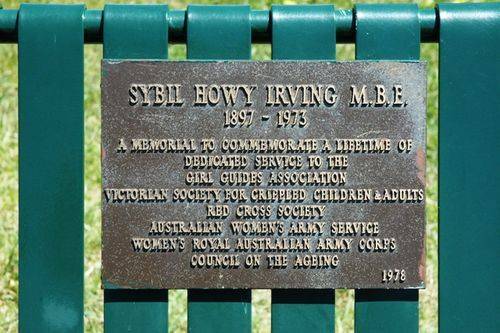 SYBIL HOWY IRVING M.B.E.
1897 - 1973
A MEMORIAL TO COMMEMORATE A LIFETIME OF
DEDICATED SERVICE TO THE
GIRL GUIDES ASSOCIATION
VICTORIAN SOCIETY FOR CRIPPLED CHILDREN & ADULTS
RED CROSS SOCIETY
AUSTRALIAN WOMEN'S ARMY SERVICE
WOMEN'S ROYAL AUSTRALIAN ARMY CORPS
COUNCIL ON THE AGEING
1978